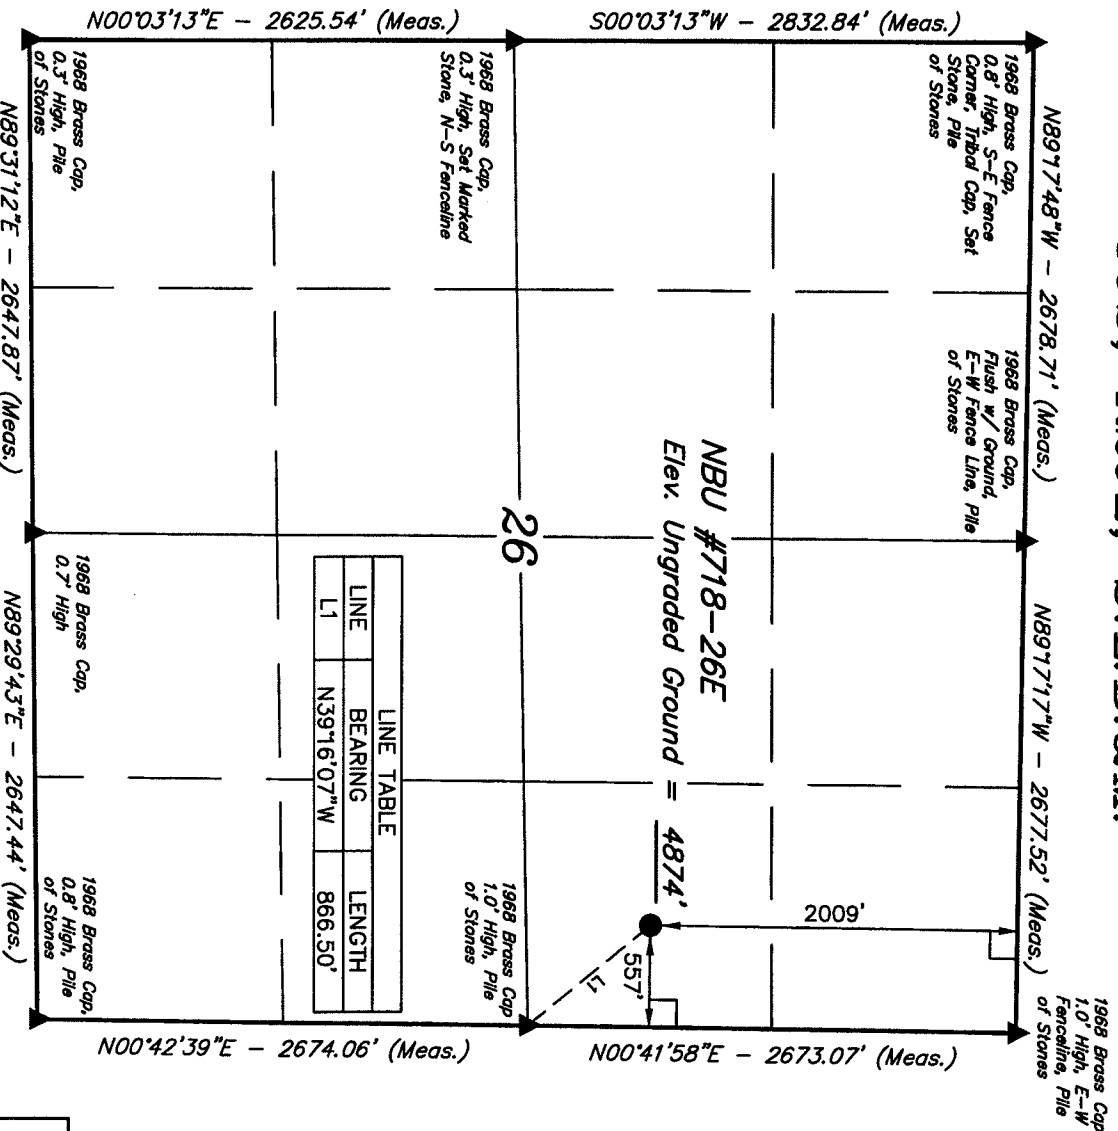 N00°03'13"E - 2625.54' (Meas.)
S00°03'13"W - 2832.84' (Meas.)
1968 Brass Cap,
0.3' High, Pile
of Stones
1968 Brass Cap,
0.3' High, Set Marked
Stone, N-S Fenceline
1968 Brass Cap,
0.8' High, S-E Fence
Corner, Tribal Cap, Set
Stone, Pile
of Stones
N89°17'48"W - 2678.71' (Meas.)
N89°31'12"E - 2647.87' (Meas.)
1968 Brass Cap,
Flush w/ Ground,
E-W Fence Line, Pile
of Stones
NBU #718-26E
Elev. Ungraded Ground = 4874'
26
LINE TABLE
LINE BEARING LENGTH
L1 N39°16'07"W 866.50'
1968 Brass Cap,
0.7' High
N89°17'17"W - 2677.52' (Meas.)
N89°29'43"E - 2647.44' (Meas.)
2009'
557'
L1
1968 Brass Cap
1.0' High, Pile
of Stones
1968 Brass Cap,
0.8' High, Pile
of Stones
1968 Brass Cap
1.0' High, E-W
Fenceline, Pile
of Stones
N00°42'39"E - 2674.06' (Meas.)
N00°41'58"E - 2673.07' (Meas.)